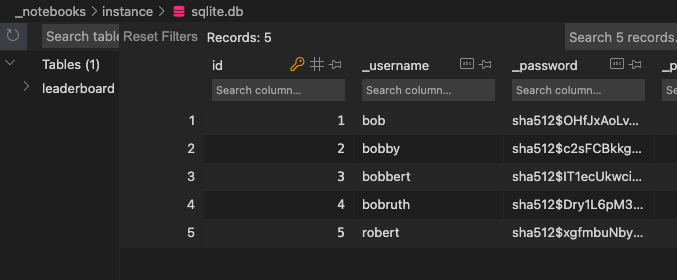 _notebooks > instance > sqlite.db
Search table
Reset Filters Records: 5 Search 5 records.
Tables (1)
leaderboard
id _username _password _p
Search column... Search column... Search column...
1 1 bob sha512$OHfJxAoLv...
2 2 bobby sha512$c2sFCBkkg...
3 3 bobbert sha512$IT1ecUkwci...
4 4 bobruth sha512$Dry1L6pM3...
5 5 robert sha512$xgfmbuNby...